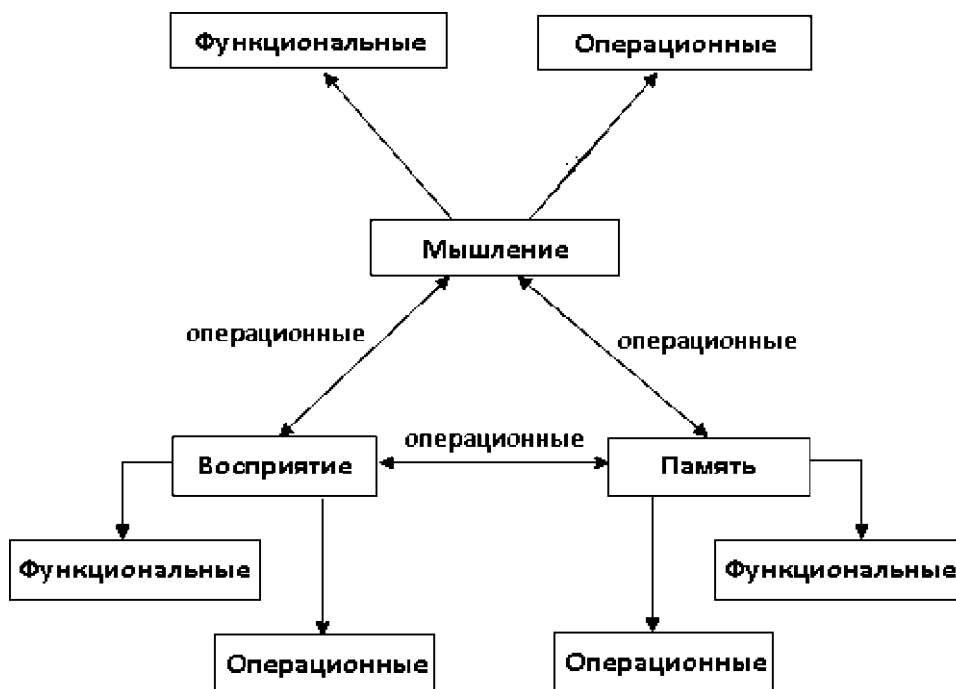 Функциональные
Операционные
Мышление
операционные
операционные
операционные
Восприятие
Память
Функциональные
Функциональные
Операционные
Операционные